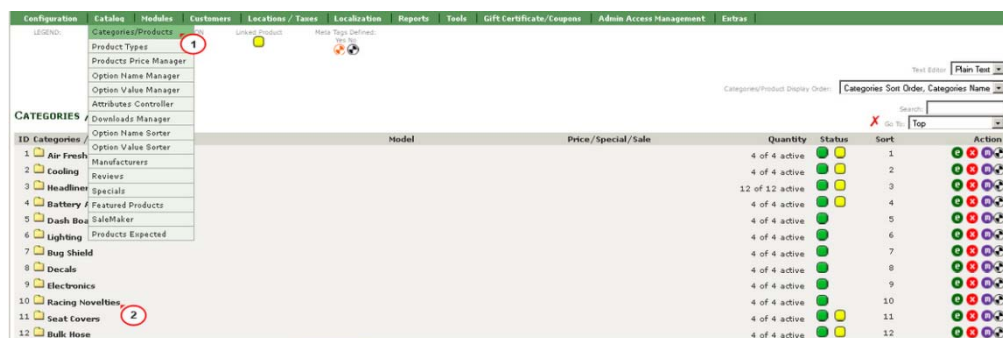 Configuration Catalog Modules Customers Locations / Taxes Localization Reports Tools Gift Certificate/Coupons Admin Access Management Extras
LEGEND: Categories/Products ON Linked Product Meta Tags Defined:
Yes No
1
Product Types
Products Price Manager
Option Name Manager
Option Value Manager
Attributes Controller
Downloads Manager
Option Name Sorter
Option Value Sorter
Manufacturers
Reviews
Specials
Featured Products
SaleMaker
Products Expected
Text Editor Plain Text
Categories/Product Display Order: Categories Sort Order, Categories Name
Search:
CATEGORIES /
Go To: Top
ID Categories / Model Price/Special/Sale Quantity Status Sort Action
1 Air Fresh 4 of 4 active 1 e x m
2 Cooling 4 of 4 active 2 e x m
3 Headliner 12 of 12 active 3 e x m
4 Battery A 4 of 4 active 4 e x m
5 Dash Boa 4 of 4 active 5 e x m
6 Lighting 4 of 4 active 6 e x m
7 Bug Shield 4 of 4 active 7 e x m
8 Decals 4 of 4 active 8 e x m
9 Electronics 4 of 4 active 9 e x m
10 Racing Novelties 4 of 4 active 10 e x m
2
11 Seat Covers 4 of 4 active 11 e x m
12 Bulk Hose 4 of 4 active 12 e x m